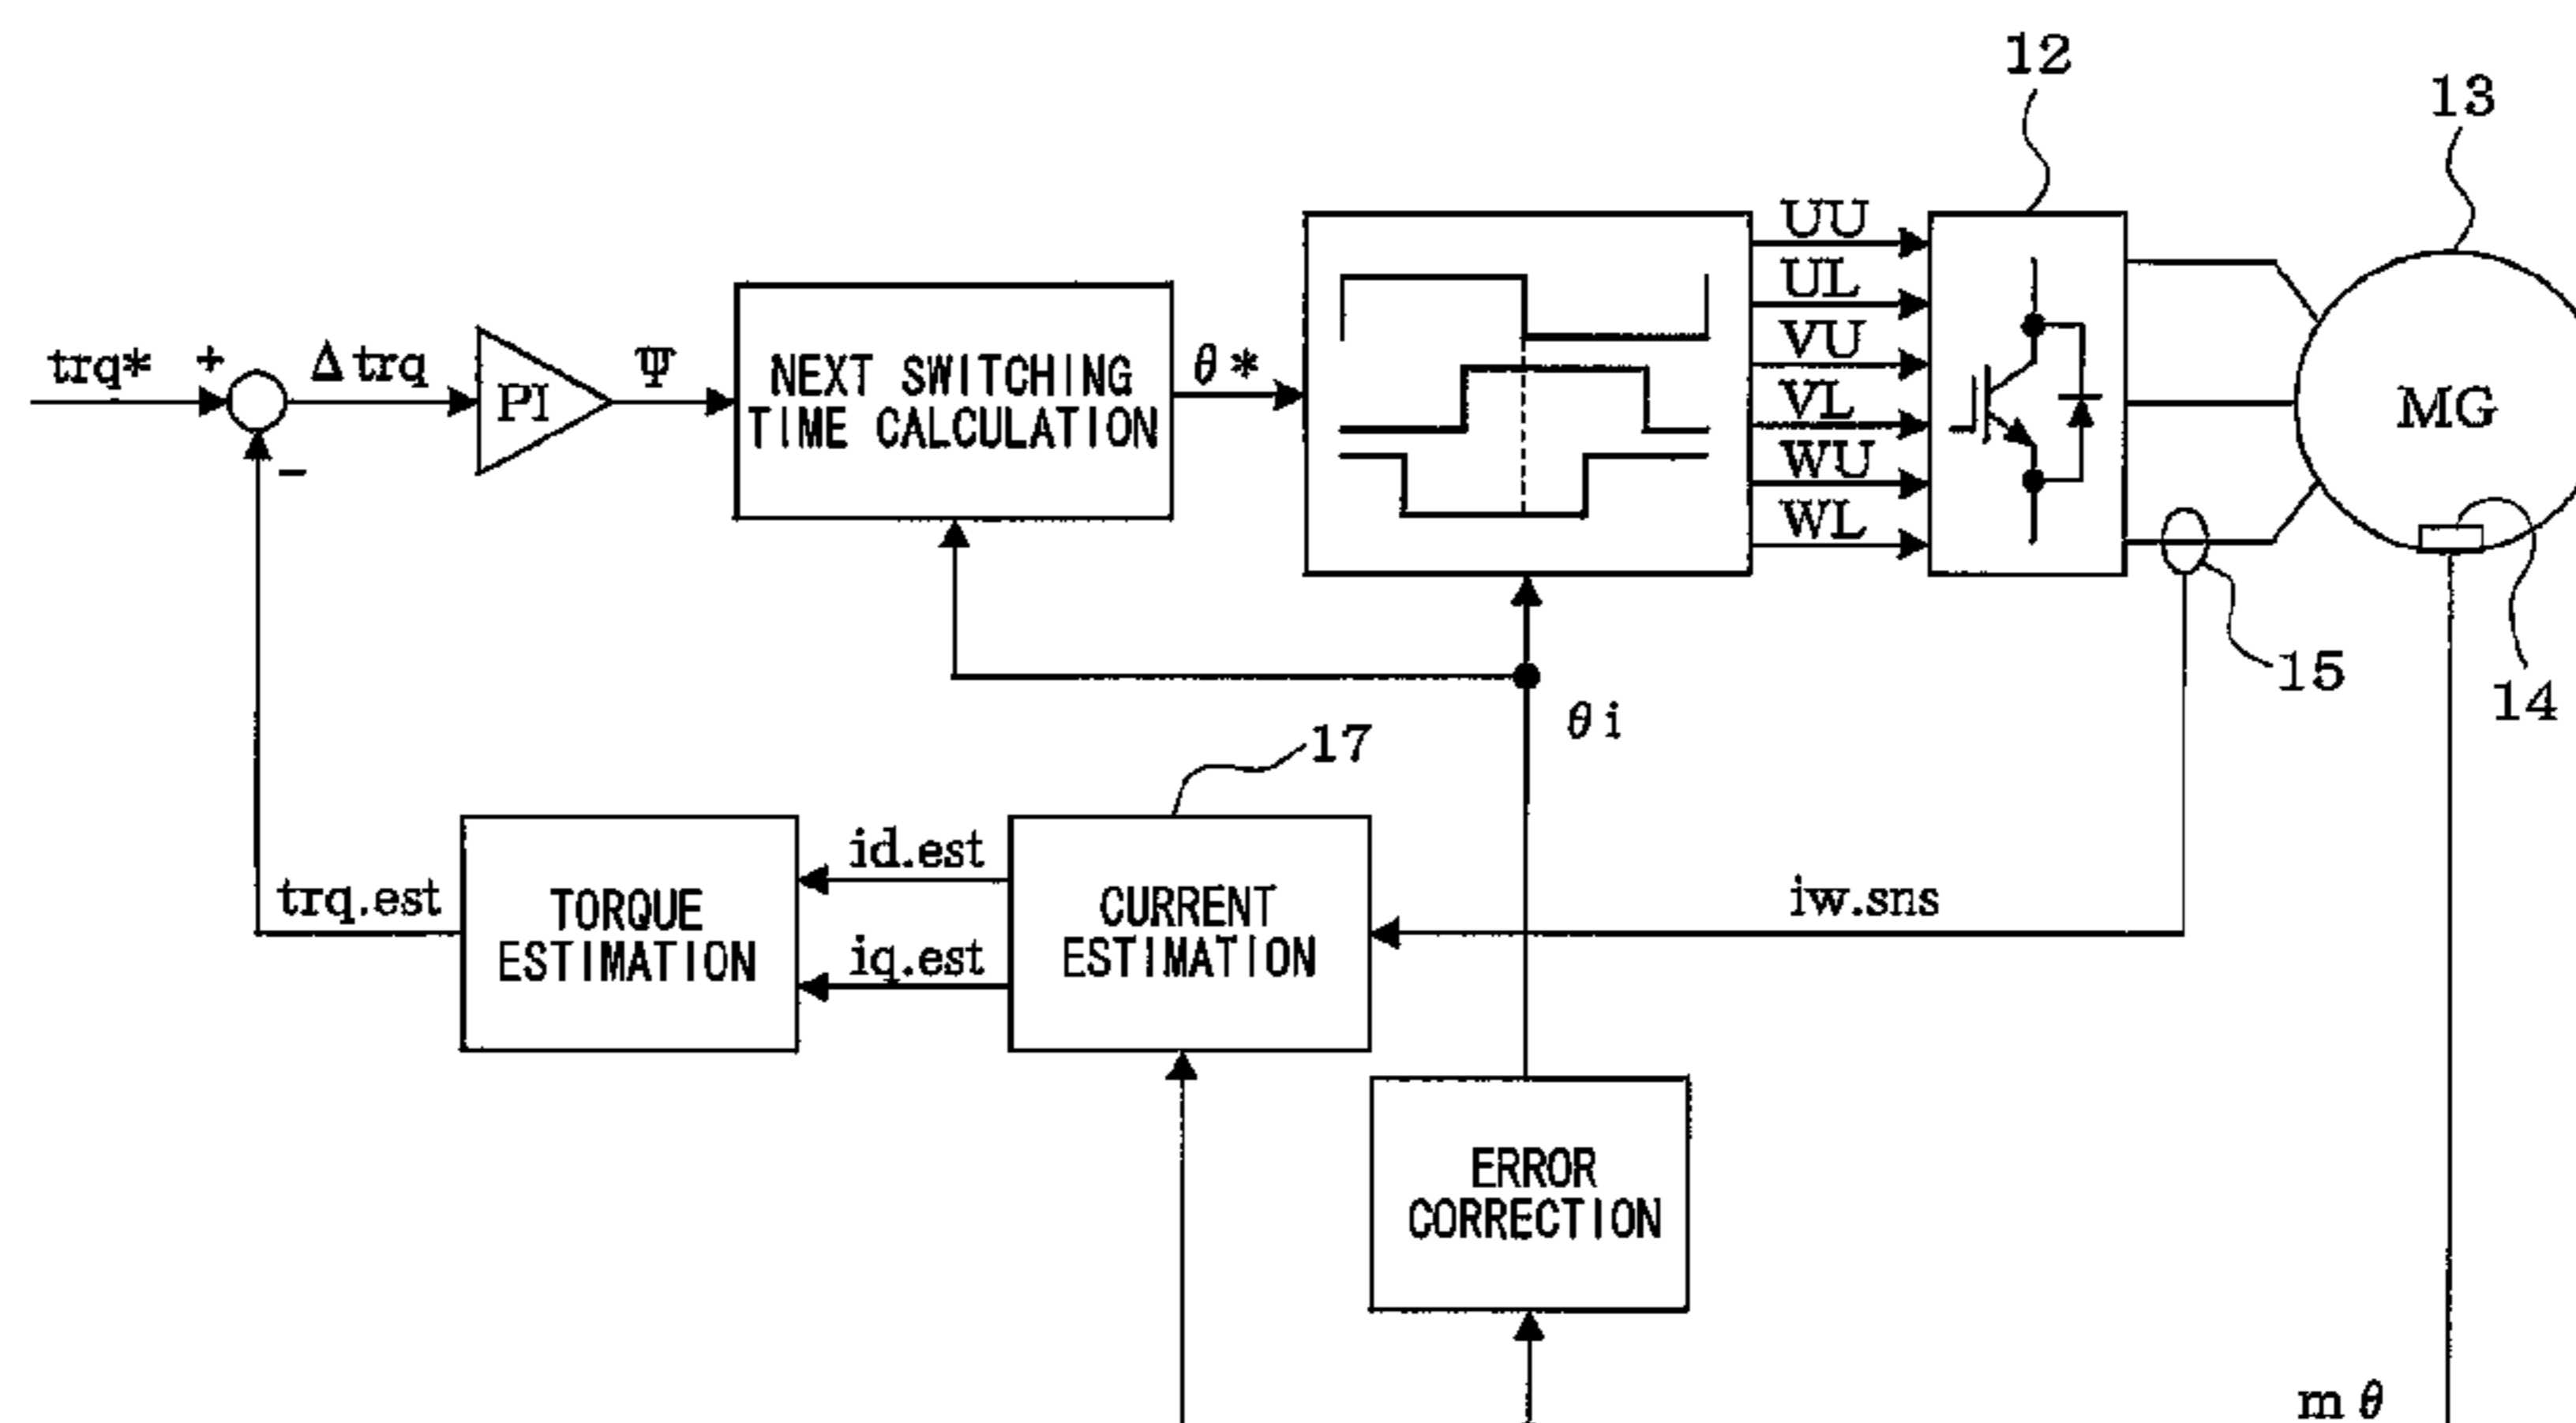 12
13
trq*
+
Δtrq
PI
Ψ
NEXT SWITCHING
TIME CALCULATION
θ*
UU
UL
VU
VL
WU
WL
MG
-
15
14
θi
17
trq.est
TORQUE
ESTIMATION
id.est
iq.est
CURRENT
ESTIMATION
iw.sns
ERROR
CORRECTION
mθ